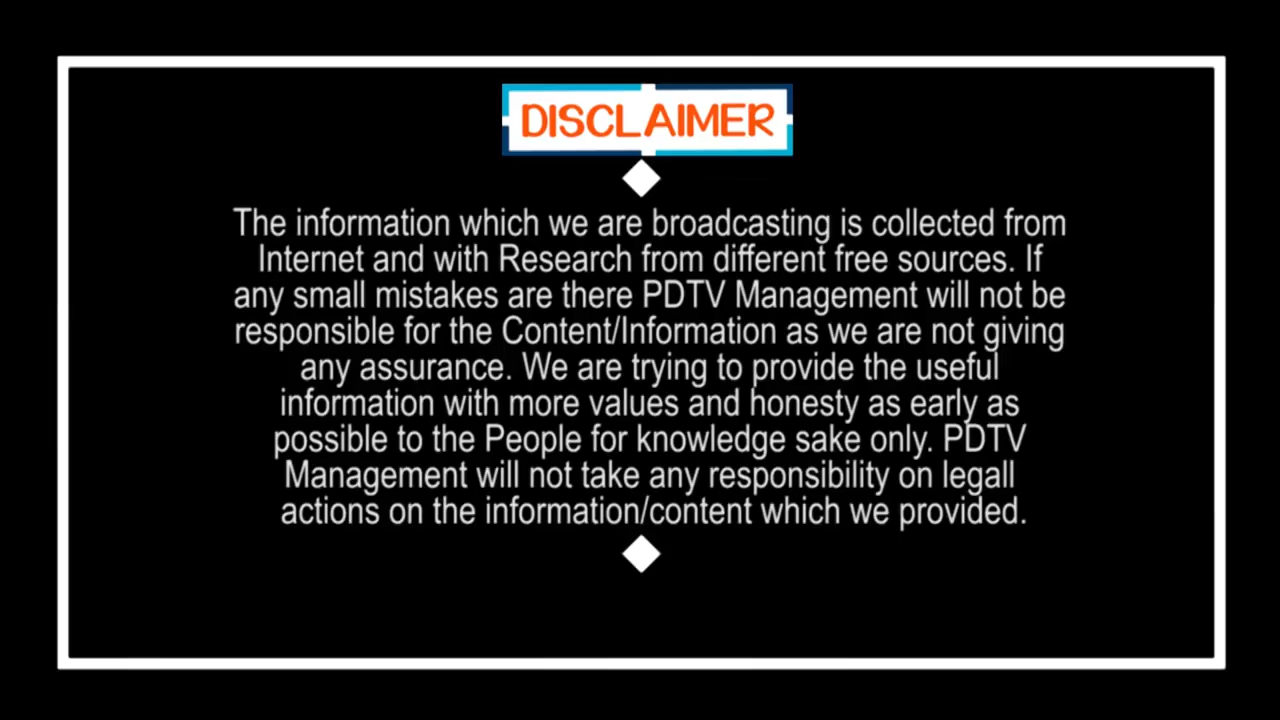 DISCLAIMER
The information which we are broadcasting is collected from
Internet and with Research from different free sources. If
any small mistakes are there PDTV Management will not be
responsible for the Content/Information as we are not giving
any assurance. We are trying to provide the useful
information with more values and honesty as early as
possible to the People for knowledge sake only. PDTV
Management will not take any responsibility on legall
actions on the information/content which we provided.